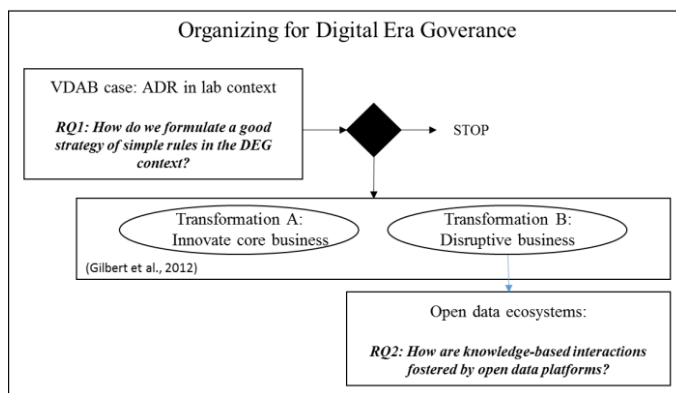 Organizing for Digital Era Goverance
VDAB case: ADR in lab context
RQ1: How do we formulate a good
strategy of simple rules in the DEG
context?
STOP
Transformation A:
Innovate core business
Transformation B:
Disruptive business
(Gilbert et al., 2012)
Open data ecosystems:
RQ2: How are knowledge-based interactions
fostered by open data platforms?